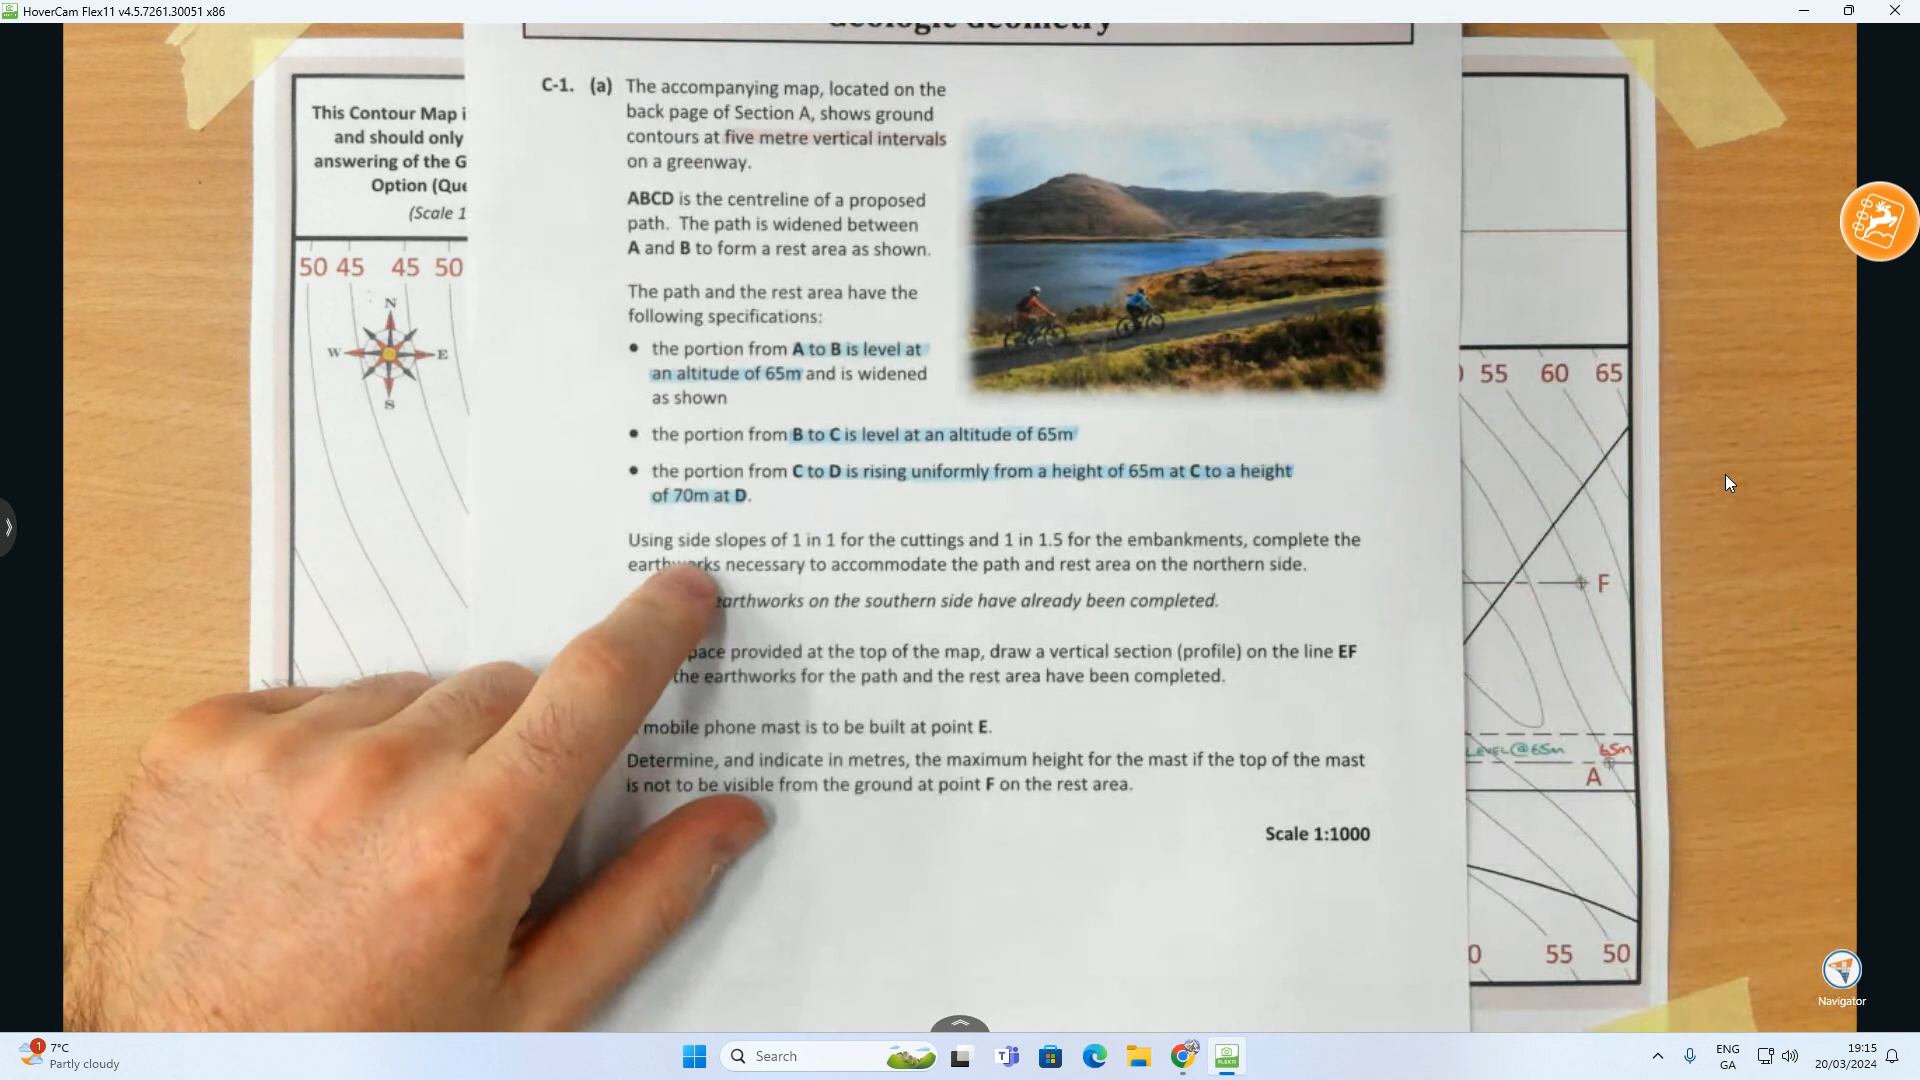 HoverCam Flex11 v4.5.7261.30051 x86
This Contour Map i
and should only
answering of the G
Option (Que
(Scale 1
50 45 45 50
N
W E
S
C-1. (a) The accompanying map, located on the
back page of Section A, shows ground
contours at five metre vertical intervals
on a greenway.
ABCD is the centreline of a proposed
path. The path is widened between
A and B to form a rest area as shown.
The path and the rest area have the
following specifications:
• the portion from A to B is level at
an altitude of 65m and is widened
as shown
• the portion from B to C is level at an altitude of 65m
• the portion from C to D is rising uniformly from a height of 65m at C to a height
of 70m at D.
Using side slopes of 1 in 1 for the cuttings and 1 in 1.5 for the embankments, complete the
earthworks necessary to accommodate the path and rest area on the northern side.
earthworks on the southern side have already been completed.
pace provided at the top of the map, draw a vertical section (profile) on the line EF
the earthworks for the path and the rest area have been completed.
mobile phone mast is to be built at point E.
Determine, and indicate in metres, the maximum height for the mast if the top of the mast
is not to be visible from the ground at point F on the rest area.
Scale 1:1000
55 60 65
F
LEVEL @ 65m 65m
A
0 55 50
Navigator
1
7°C
Partly cloudy
Search
ENG
GA
19:15
20/03/2024